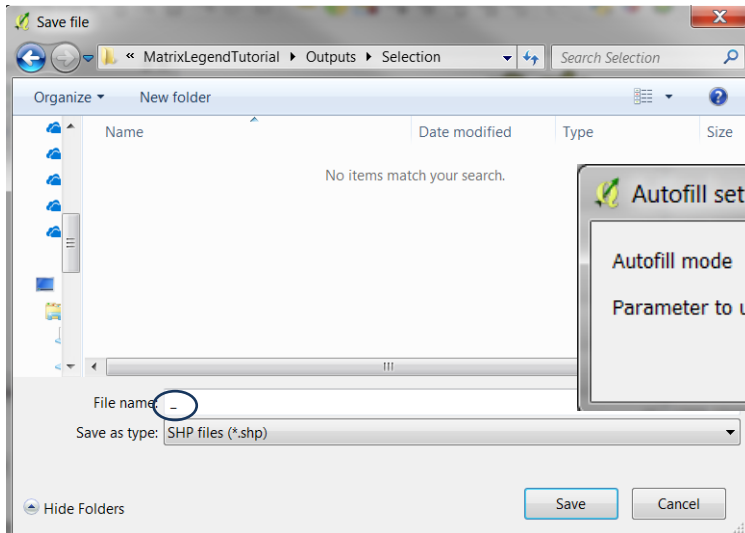 Save file
« MatrixLegendTutorial Outputs Selection Search Selection
Organize New folder
Name Date modified Type Size
No items match your search.
Autofill set
Autofill mode
Parameter to u
File name: _
Save as type: SHP files (*.shp)
Hide Folders Save Cancel